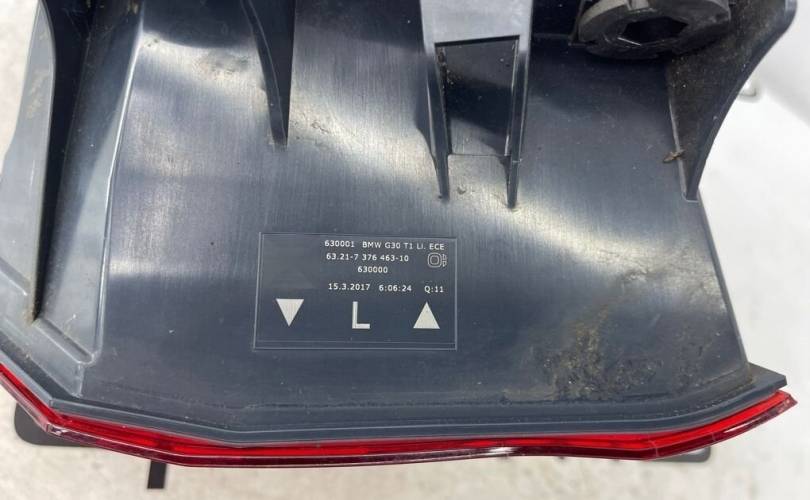 630001 BMW G30 T1 LI. ECE
63.21-7 376 463-10
630000
15.3.2017 6:06:24 Q:11
L